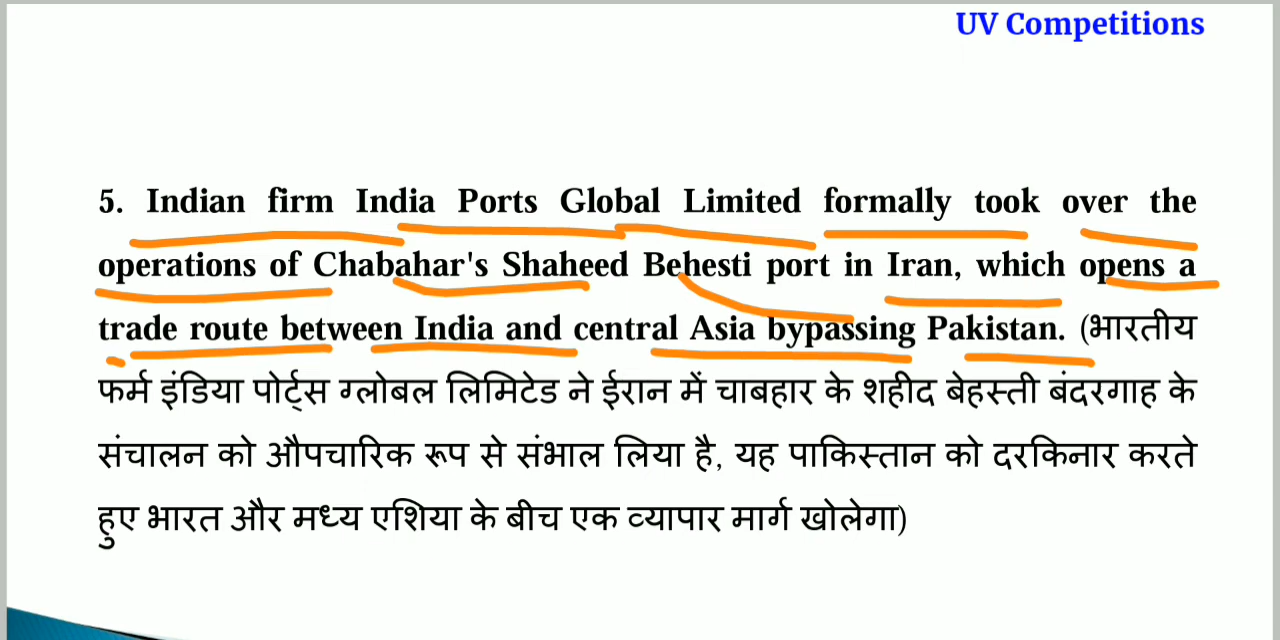 UV Competitions
5. Indian firm India Ports Global Limited formally took over the
operations of Chabahar's Shaheed Behesti port in Iran, which opens a
trade route between India and central Asia bypassing Pakistan. (भारतीय
फर्म इंडिया पोर्ट्स ग्लोबल लिमिटेड ने ईरान में चाबहार के शहीद बेहस्ती बंदरगाह के
संचालन को औपचारिक रूप से संभाल लिया है, यह पाकिस्तान को दरकिनार करते
हुए भारत और मध्य एशिया के बीच एक व्यापार मार्ग खोलेगा)